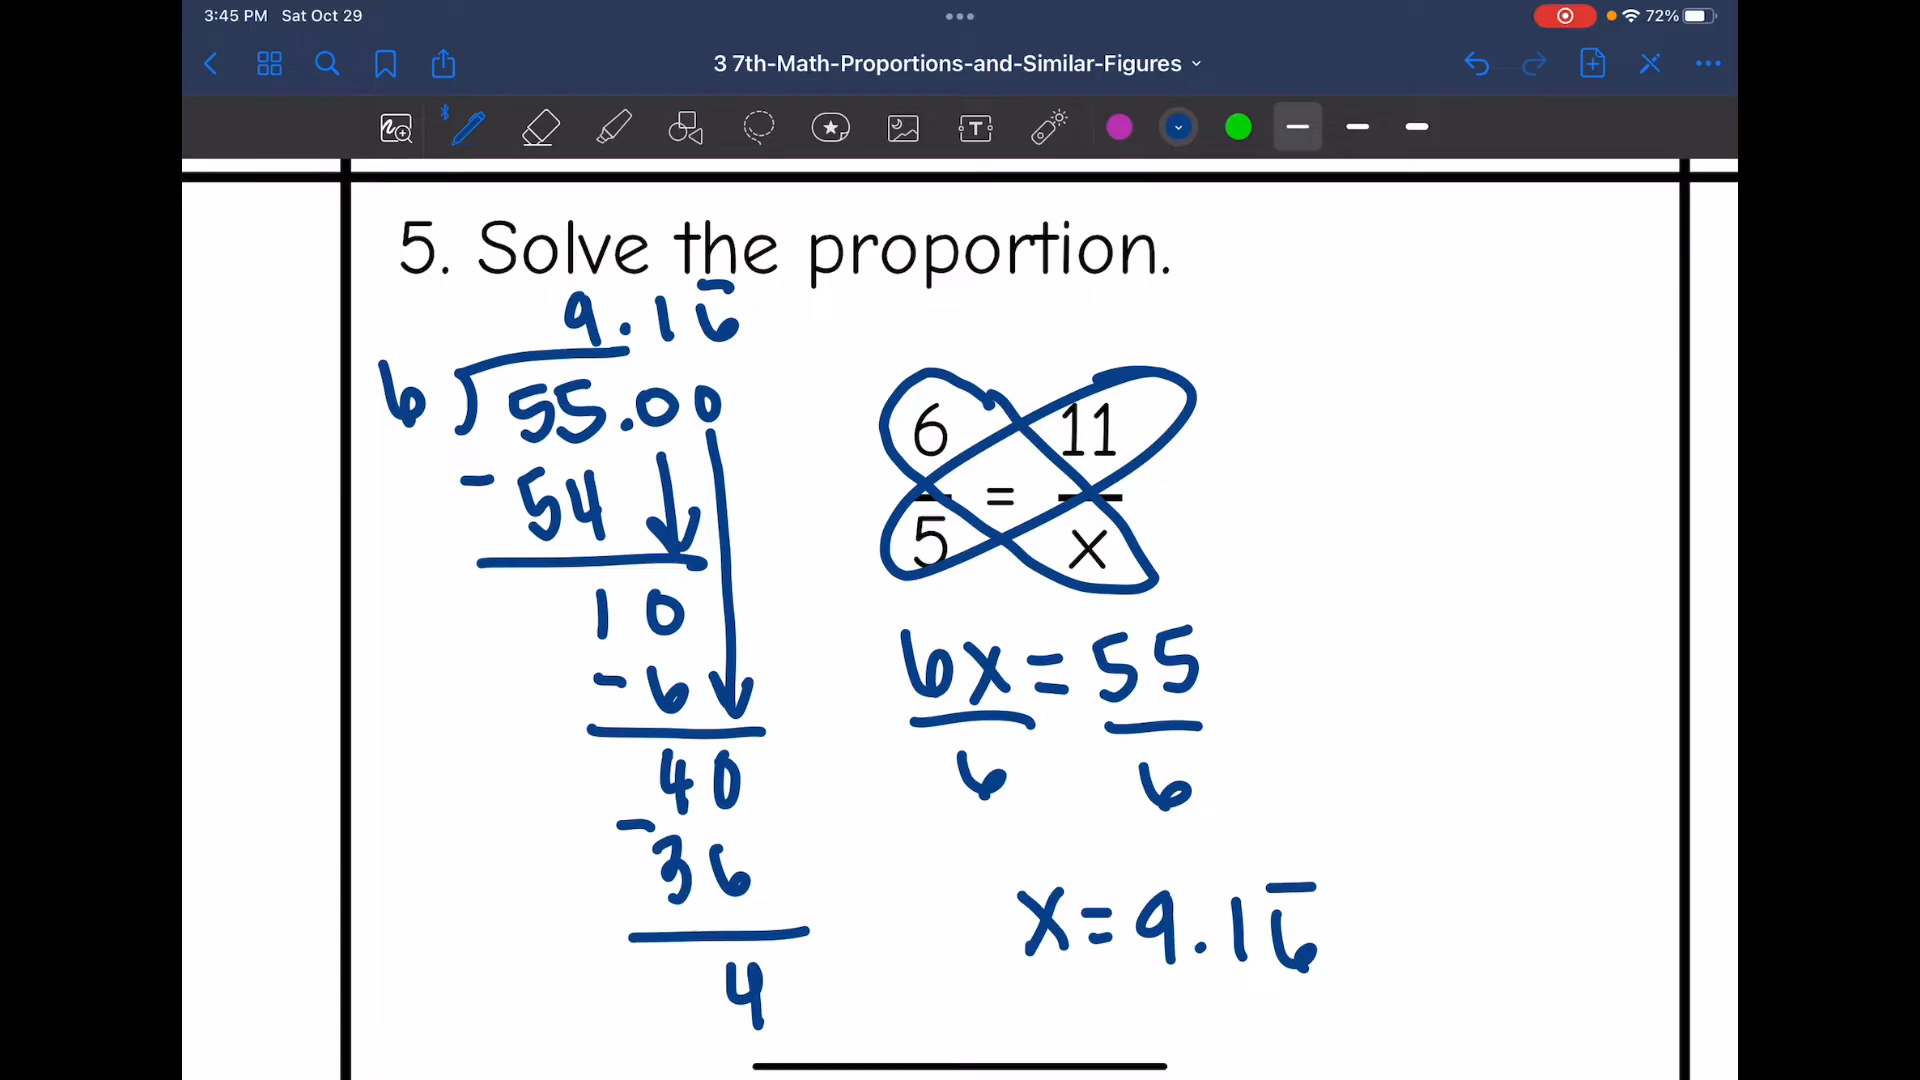 3:45 PM Sat Oct 29
72%
3 7th-Math-Proportions-and-Similar-Figures
T
5. Solve the proportion.
9.16̅
6)55.00
- 54
10
- 6
40
- 36
4
6/5 = 11/x
6x = 55
6 6
x = 9.16̅